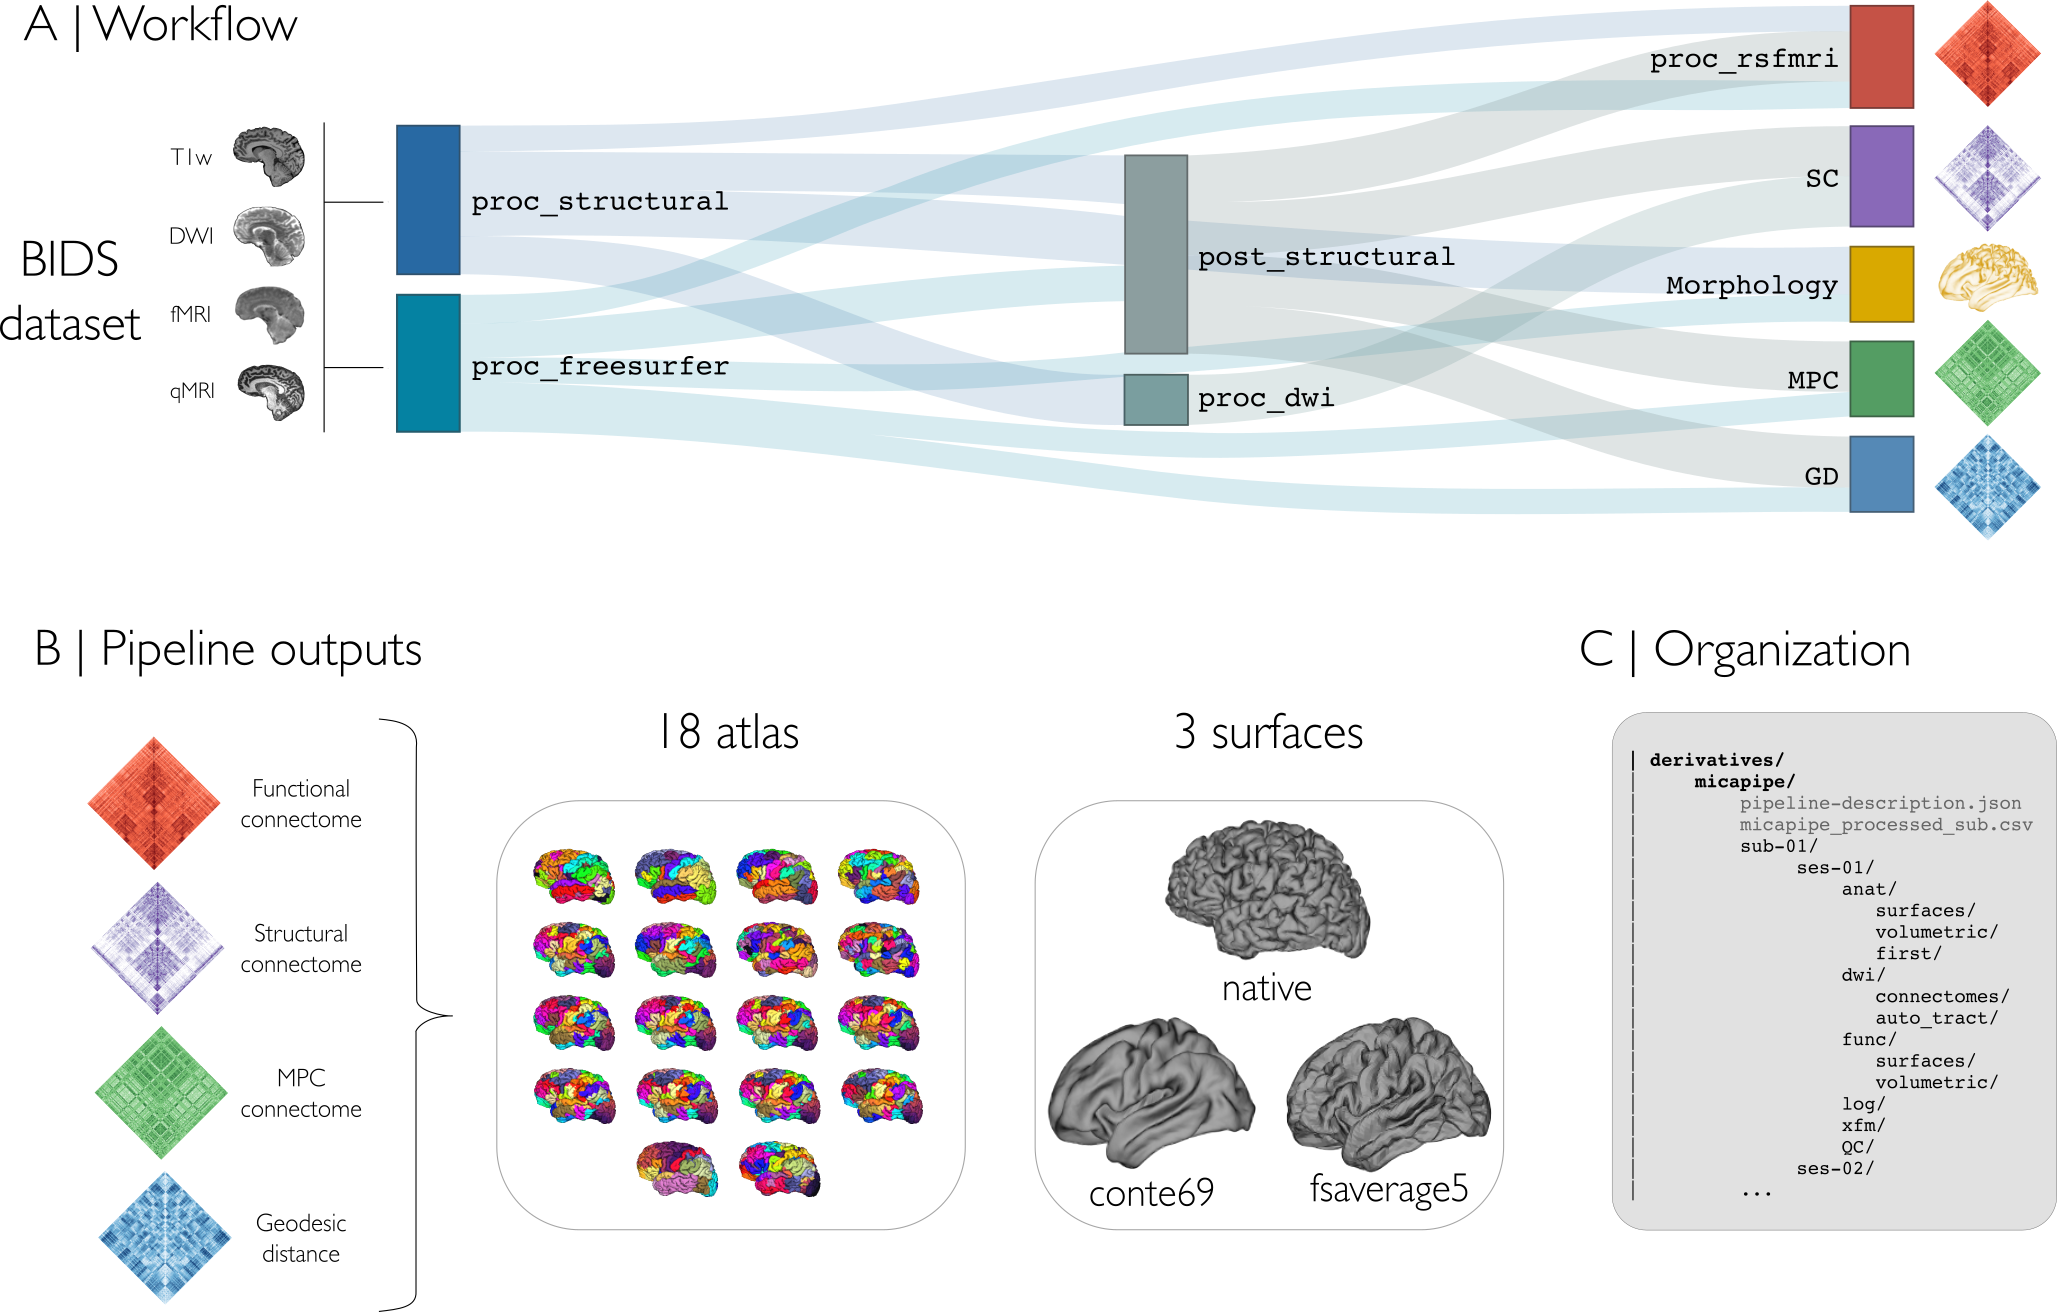 A | Workflow
BIDS
dataset
T1w
DWI
fMRI
qMRI
proc_structural
proc_freesurfer
post_structural
proc_dwi
proc_rsfmri
SC
Morphology
MPC
GD
B | Pipeline outputs
Functional
connectome
Structural
connectome
MPC
connectome
Geodesic
distance
18 atlas
3 surfaces
native
conte69
fsaverage5
C | Organization
derivatives/
micapipe/
pipeline-description.json
micapipe_processed_sub.csv
sub-01/
ses-01/
anat/
surfaces/
volumetric/
first/
dwi/
connectomes/
auto_tract/
func/
surfaces/
volumetric/
log/
xfm/
QC/
ses-02/
...